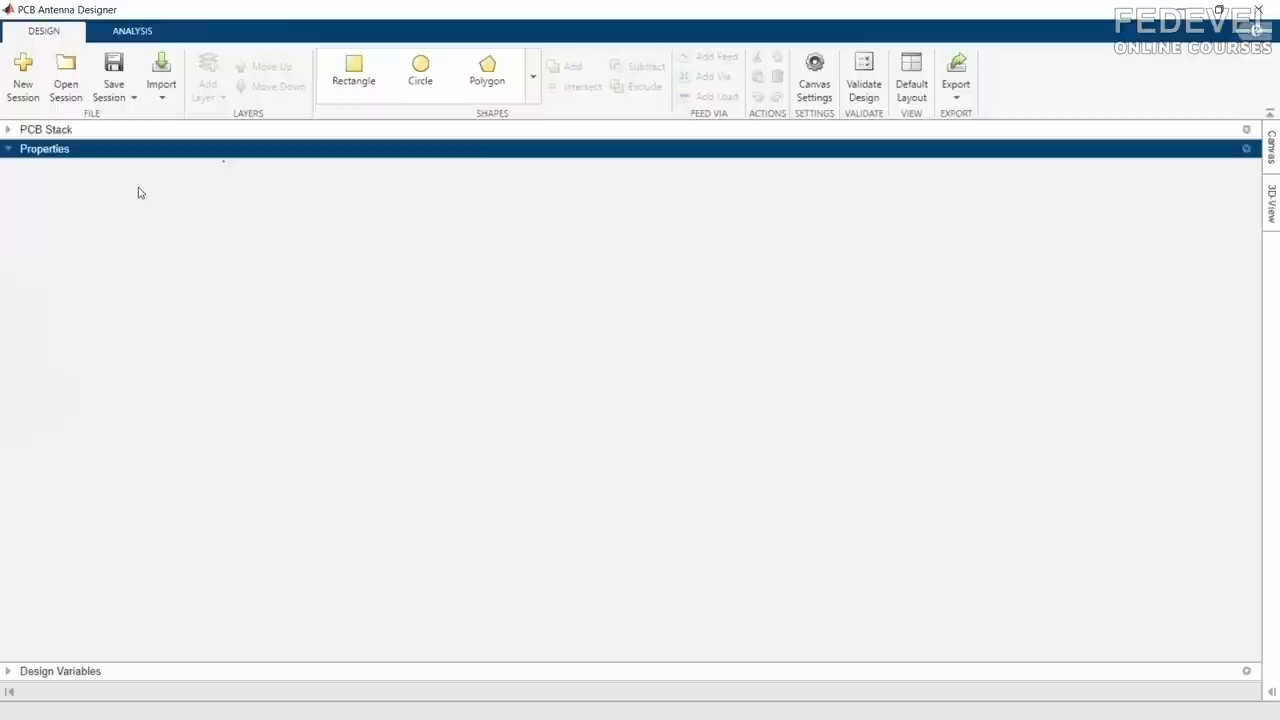 PCB Antenna Designer
FEDEVEL
ONLINE COURSES
DESIGN
ANALYSIS
New Session
Open Session
Save Session
Import
Add Layer
Move Up
Move Down
Rectangle
Circle
Polygon
Add
Subtract
Intersect
Exclude
Add Feed
Add Via
Add Load
Canvas Settings
Validate Design
Default Layout
Export
FILE
LAYERS
SHAPES
FEED VIA
ACTIONS
SETTINGS
VALIDATE
VIEW
EXPORT
PCB Stack
Properties
Canvas
3D-View
Design Variables